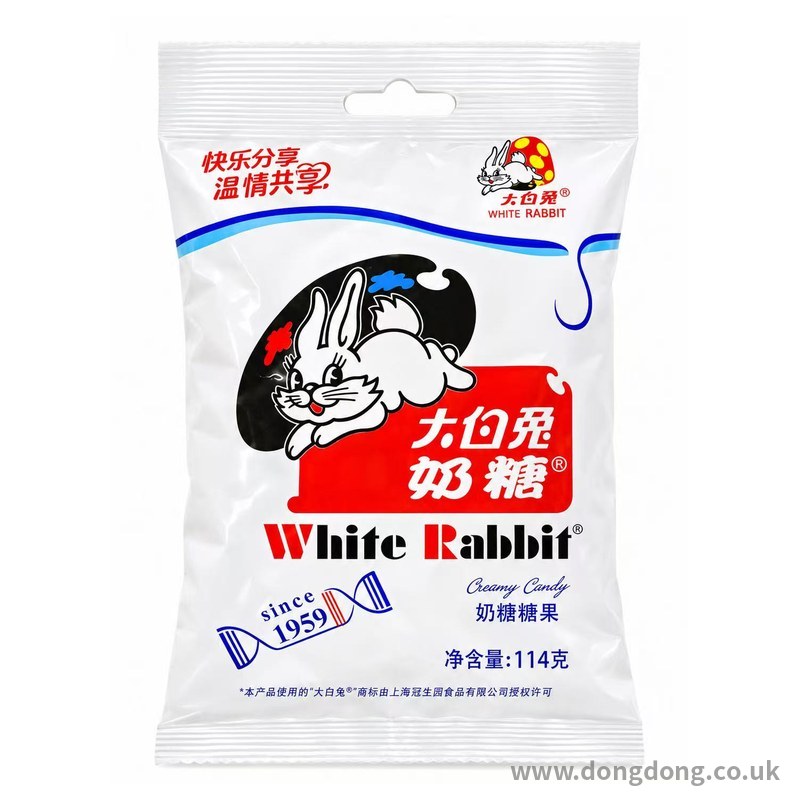 快乐分享
温情共享
大白兔®
WHITE RABBIT
大白兔
奶糖®
White Rabbit®
Creamy Candy
奶糖糖果
since
1959
净含量:114克
*本产品使用的“大白兔®”商标由上海冠生园食品有限公司授权许可
www.dongdong.co.uk